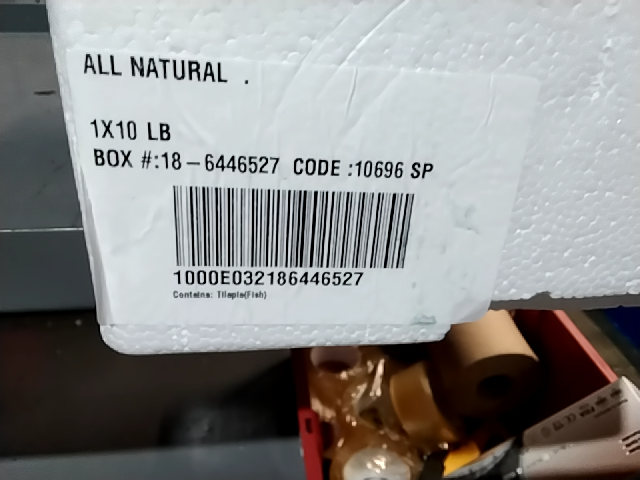 ALL NATURAL .
1X10 LB
BOX #:18-6446527 CODE :10696 SP
1000E032186446527
Contains: Tilapia(Fish)